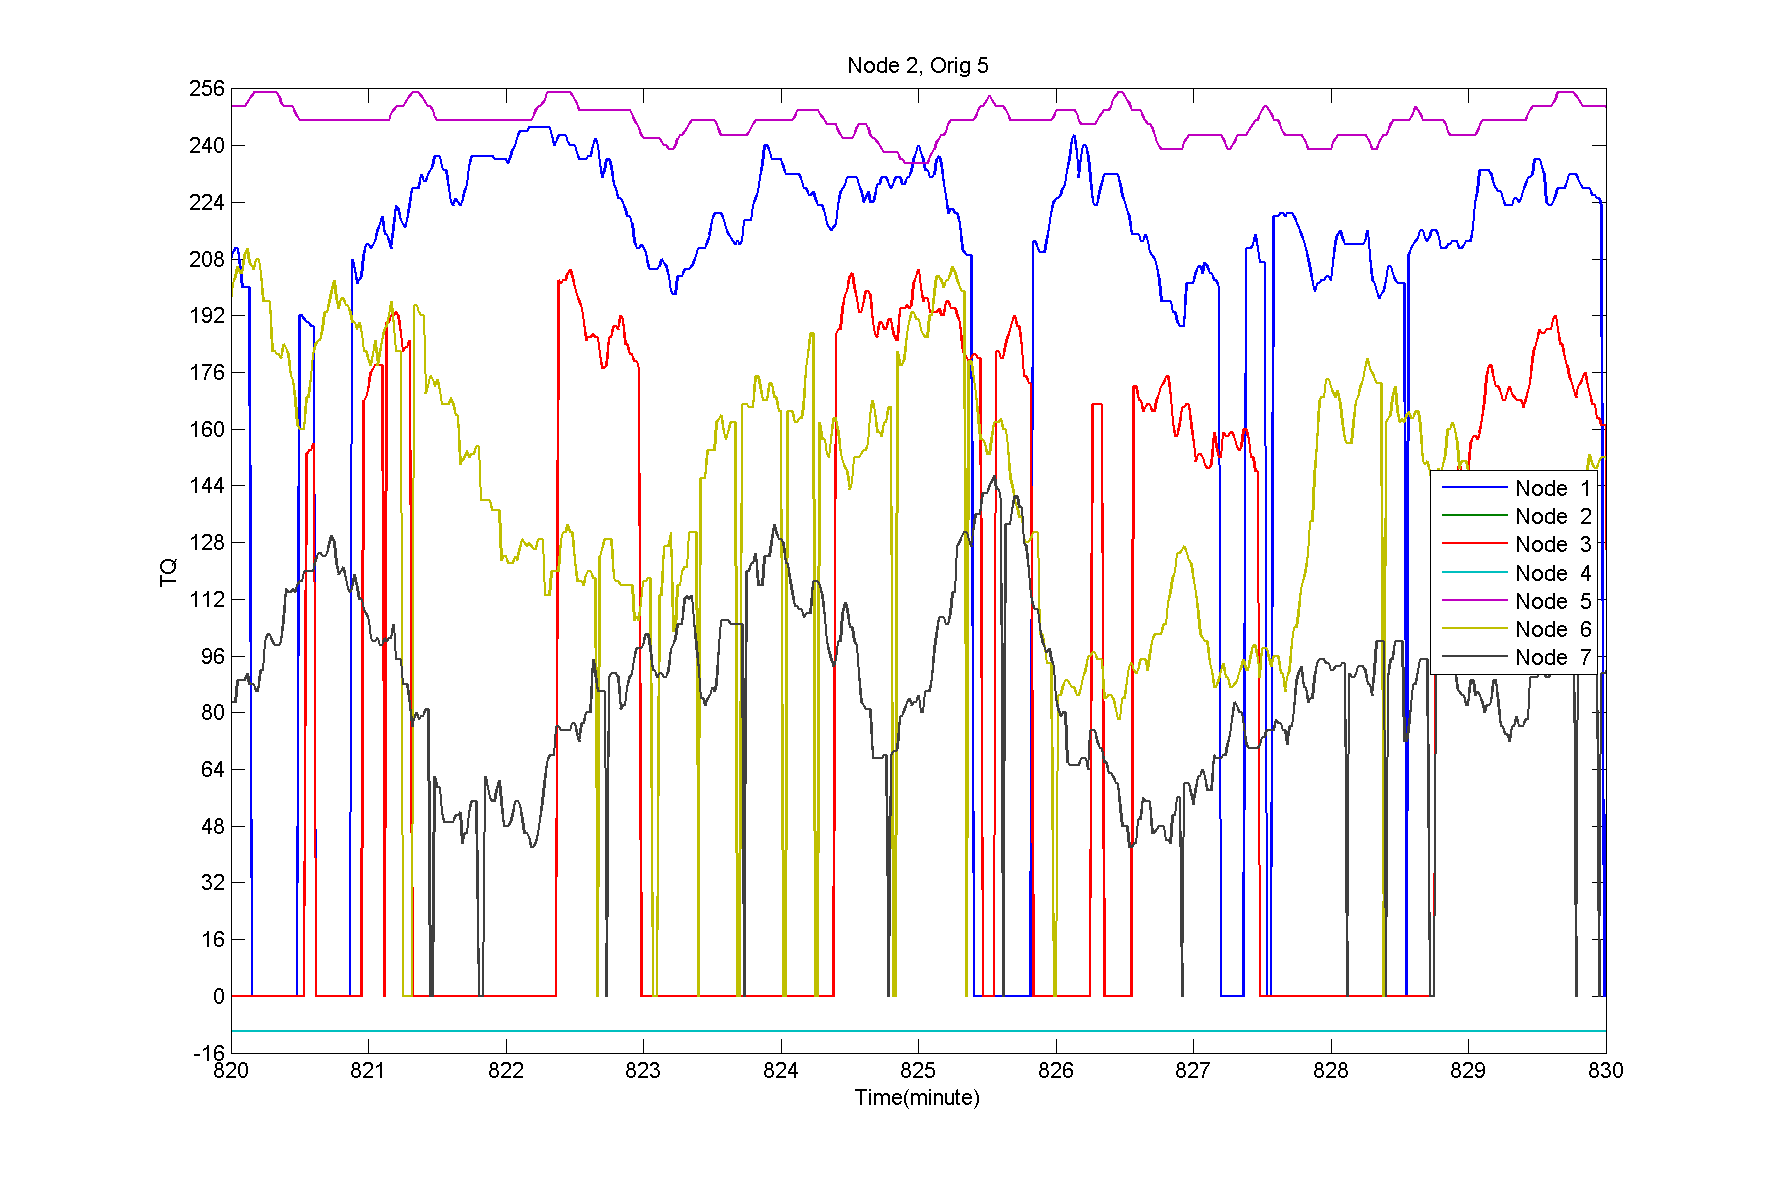 Node 2, Orig 5
256
240
224
208
192
176
160
144
128
112
96
80
64
48
32
16
0
-16
TQ
Node 1
Node 2
Node 3
Node 4
Node 5
Node 6
Node 7
820 821 822 823 824 825 826 827 828 829 830
Time(minute)